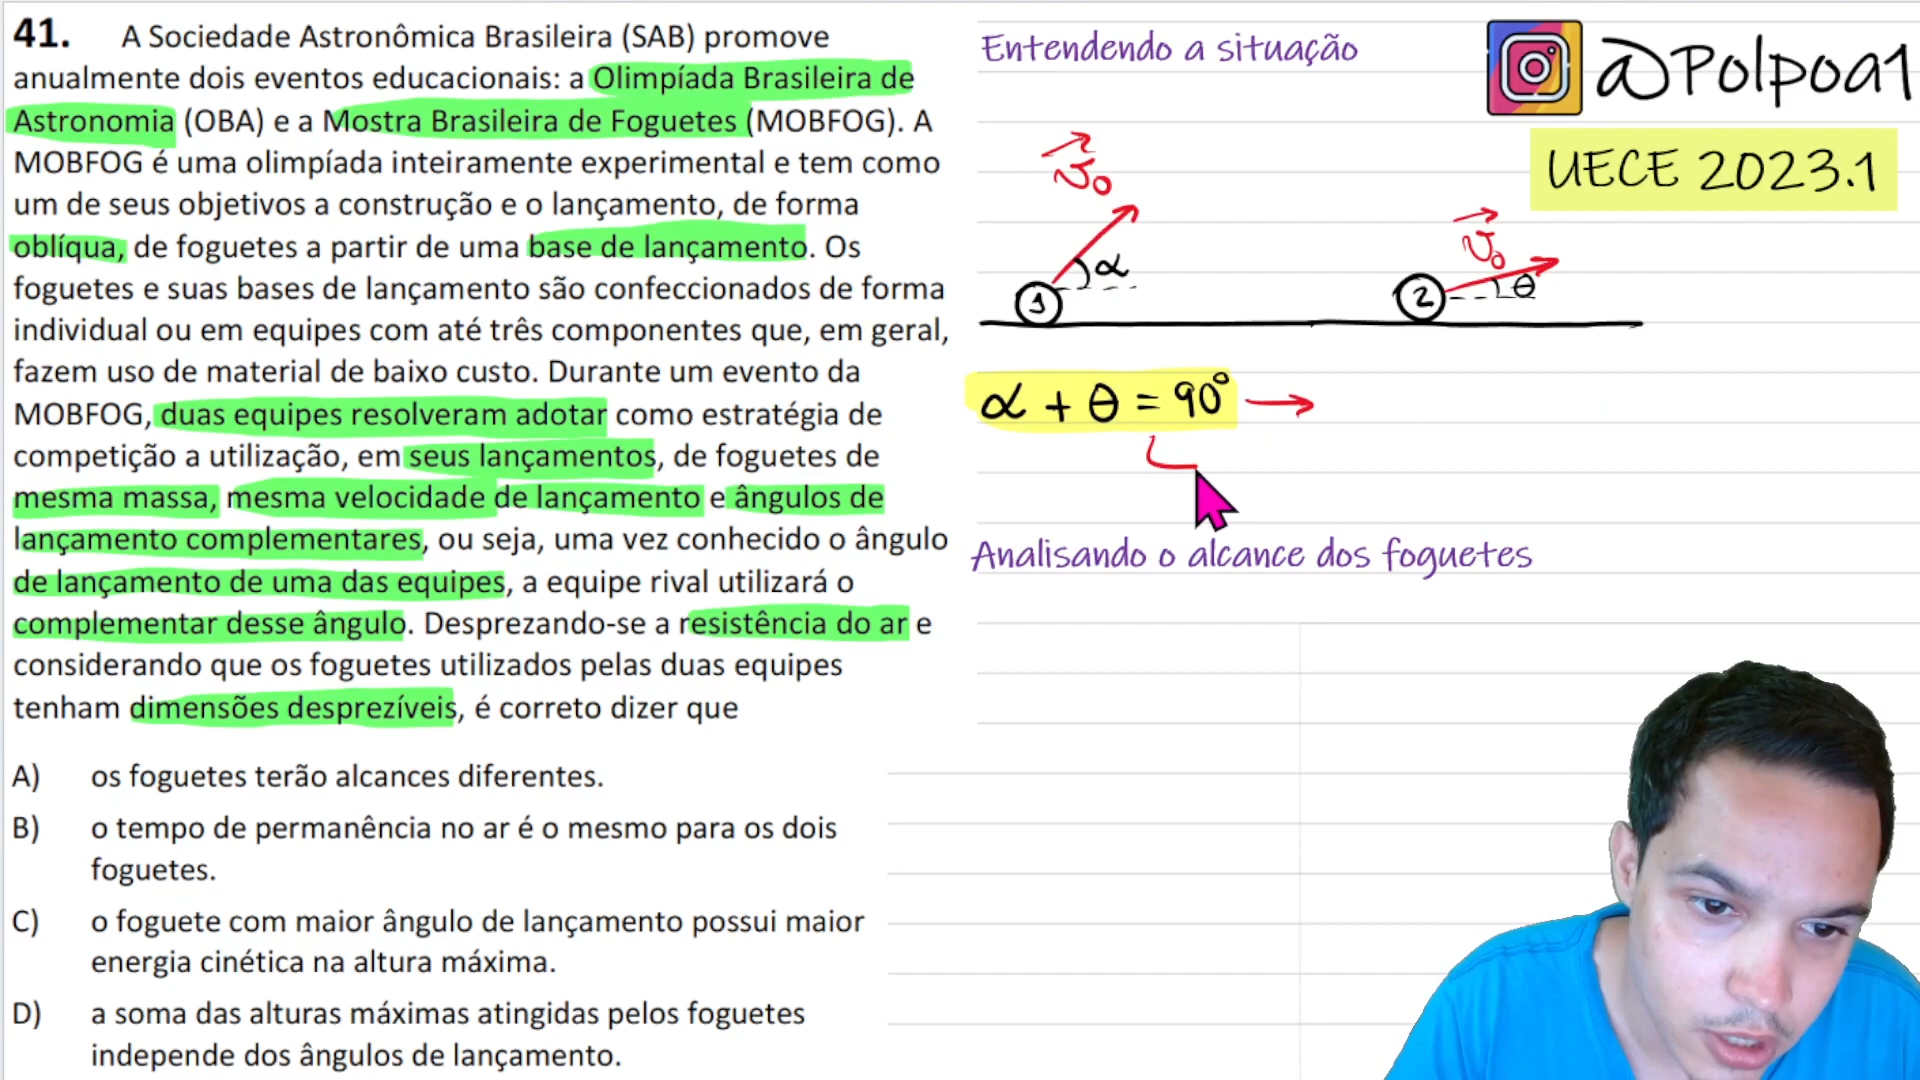 41. A Sociedade Astronômica Brasileira (SAB) promove
anualmente dois eventos educacionais: a Olimpíada Brasileira de
Astronomia (OBA) e a Mostra Brasileira de Foguetes (MOBFOG). A
MOBFOG é uma olimpíada inteiramente experimental e tem como
um de seus objetivos a construção e o lançamento, de forma
oblíqua, de foguetes a partir de uma base de lançamento. Os
foguetes e suas bases de lançamento são confeccionados de forma
individual ou em equipes com até três componentes que, em geral,
fazem uso de material de baixo custo. Durante um evento da
MOBFOG, duas equipes resolveram adotar como estratégia de
competição a utilização, em seus lançamentos, de foguetes de
mesma massa, mesma velocidade de lançamento e ângulos de
lançamento complementares, ou seja, uma vez conhecido o ângulo
de lançamento de uma das equipes, a equipe rival utilizará o
complementar desse ângulo. Desprezando-se a resistência do ar e
considerando que os foguetes utilizados pelas duas equipes
tenham dimensões desprezíveis, é correto dizer que
A) os foguetes terão alcances diferentes.
B) o tempo de permanência no ar é o mesmo para os dois
foguetes.
C) o foguete com maior ângulo de lançamento possui maior
energia cinética na altura máxima.
D) a soma das alturas máximas atingidas pelos foguetes
independe dos ângulos de lançamento.
Entendendo a situação
@Polpoa1
UECE 2023.1
v₀
α
1
v₀
θ
2
α + θ = 90°
Analisando o alcance dos foguetes